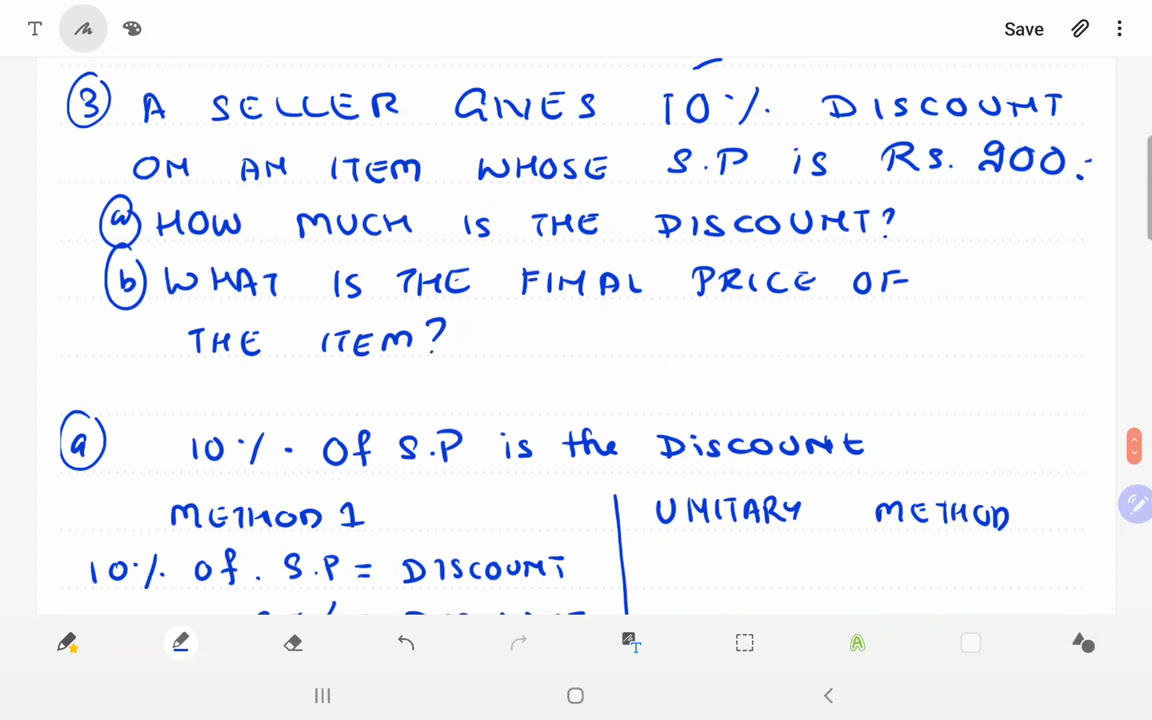 T
Save
3 A SELLER GIVES 10% DISCOUNT
ON AN ITEM WHOSE S.P is Rs. 200.
a HOW MUCH IS THE DISCOUNT?
b WHAT IS THE FINAL PRICE OF
THE ITEM?
a 10% Of S.P is the DiSCOUNt
METHOD 1
UNITARY METHOD
10% of. S.P = DISCOUNT